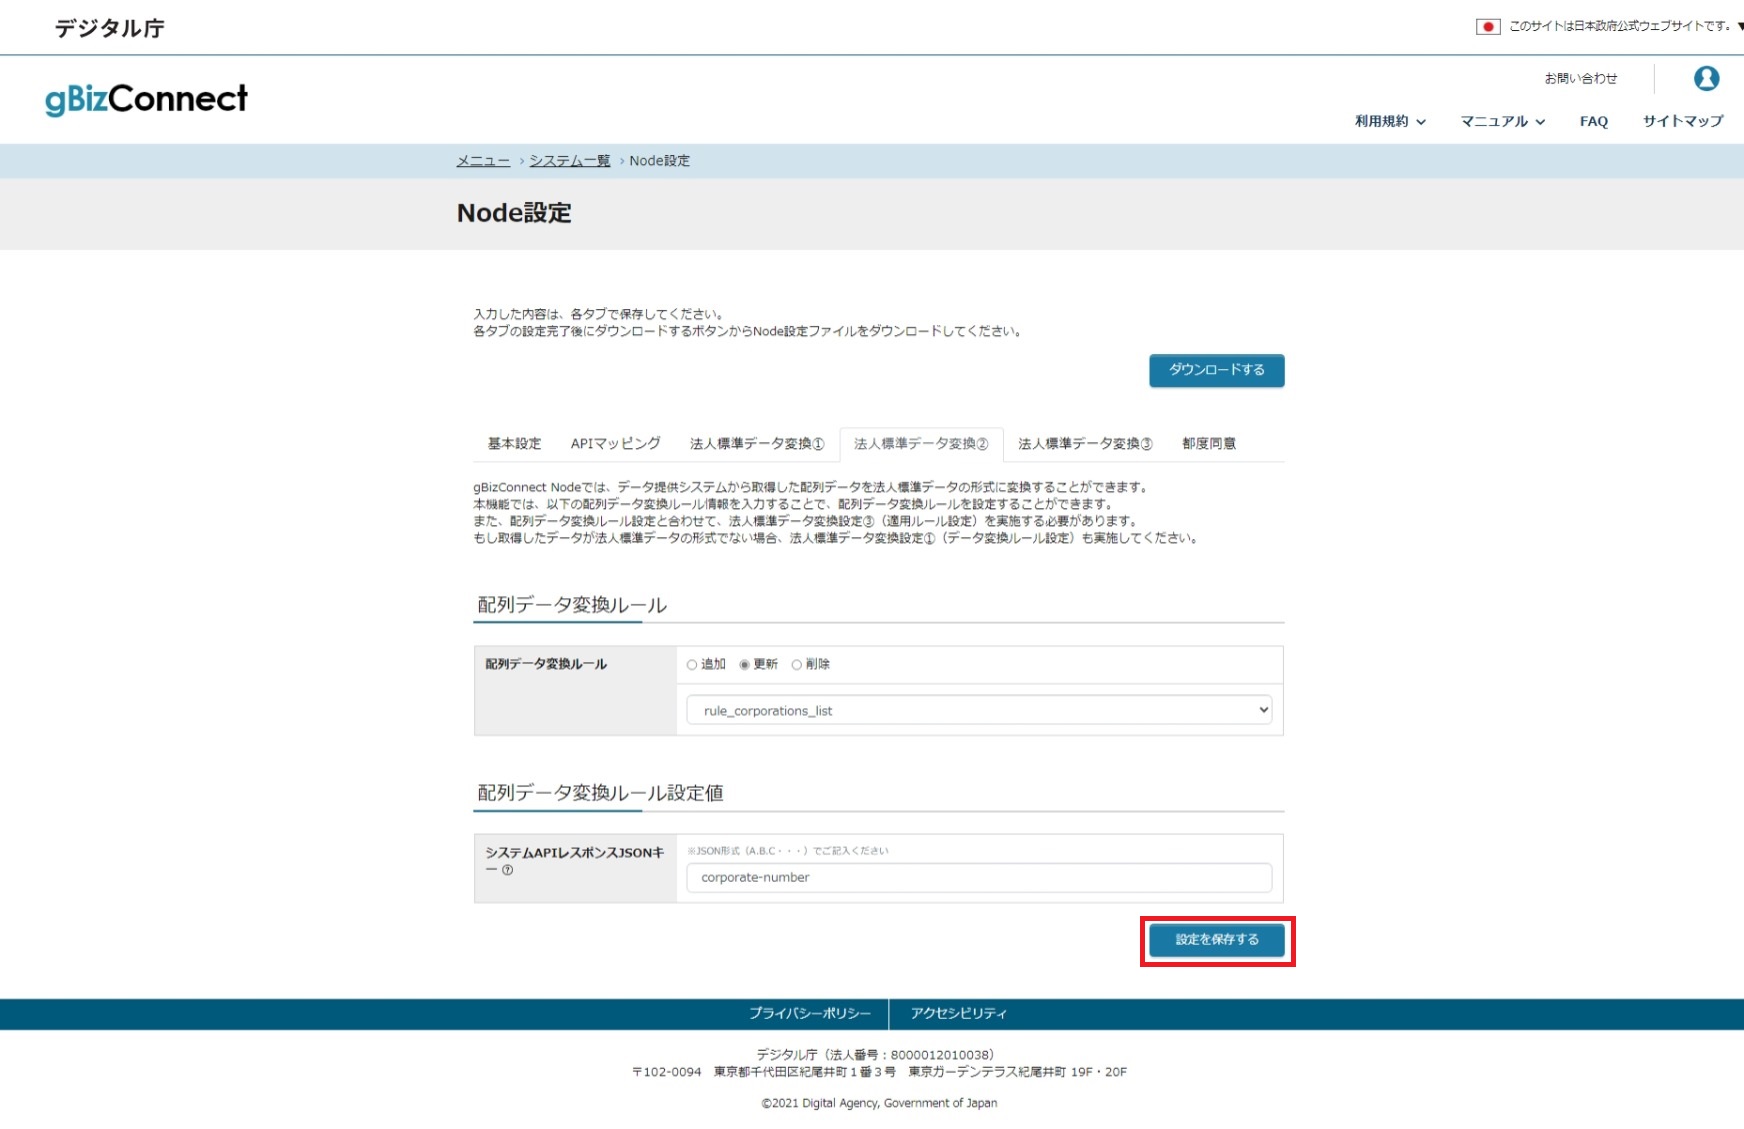 デジタル庁
このサイトは日本政府公式ウェブサイトです。
gBizConnect
お問い合わせ
利用規約 マニュアル FAQ サイトマップ
メニュー › システム一覧 › Node設定
Node設定
入力した内容は、各タブで保存してください。
各タブの設定完了後にダウンロードするボタンからNode設定ファイルをダウンロードしてください。
ダウンロードする
基本設定 APIマッピング 法人標準データ変換① 法人標準データ変換② 法人標準データ変換③ 都度同意
gBizConnect Nodeでは、データ提供システムから取得した配列データを法人標準データの形式に変換することができます。
本機能では、以下の配列データ変換ルール情報を入力することで、配列データ変換ルールを設定することができます。
また、配列データ変換ルール設定と合わせて、法人標準データ変換設定③（適用ルール設定）を実施する必要があります。
もし取得したデータが法人標準データの形式でない場合、法人標準データ変換設定①（データ変換ルール設定）も実施してください。
配列データ変換ルール
配列データ変換ルール 追加 更新 削除
rule_corporations_list
配列データ変換ルール設定値
システムAPIレスポンスJSONキー ?
※JSON形式（A.B.C・・・）でご記入ください
corporate-number
設定を保存する
プライバシーポリシー アクセシビリティ
デジタル庁（法人番号：8000012010038）
〒102-0094 東京都千代田区紀尾井町１番３号 東京ガーデンテラス紀尾井町 19F・20F
©2021 Digital Agency, Government of Japan